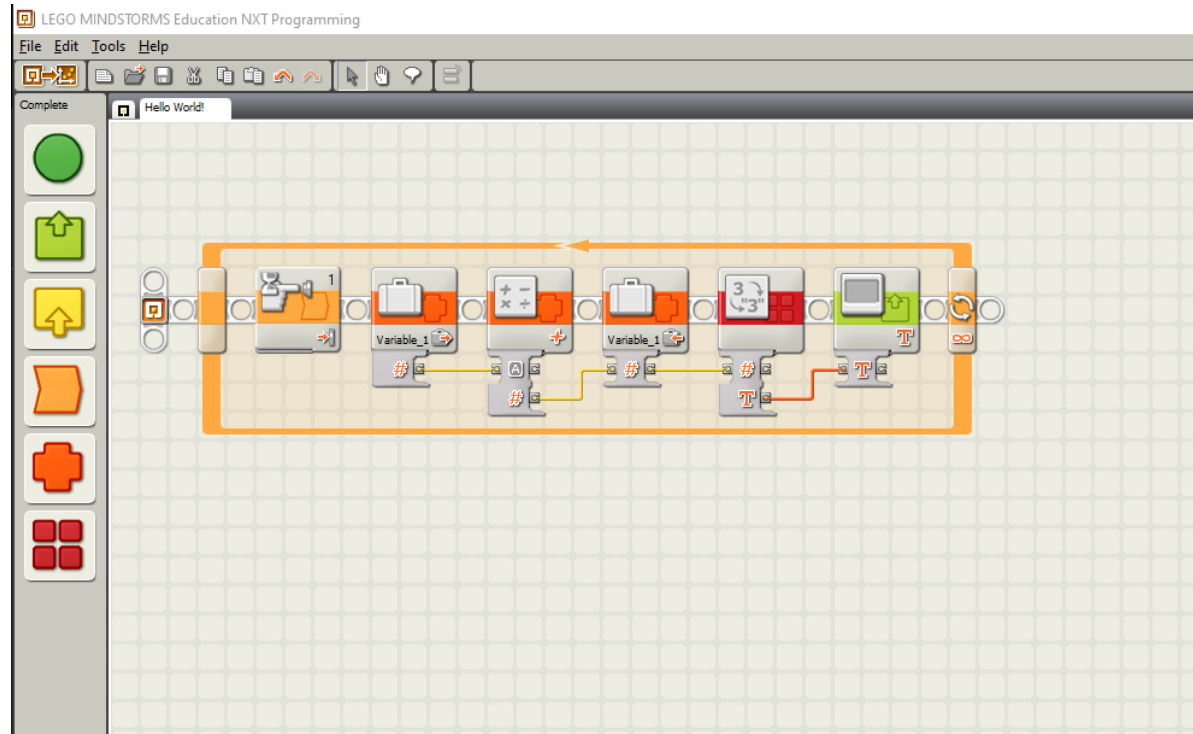 LEGO MINDSTORMS Education NXT Programming
File Edit Tools Help
Complete
Hello World!
1
+ −
× ÷
3
"3"
Variable_1
+
Variable_1
T
∞
# A # #
# T T